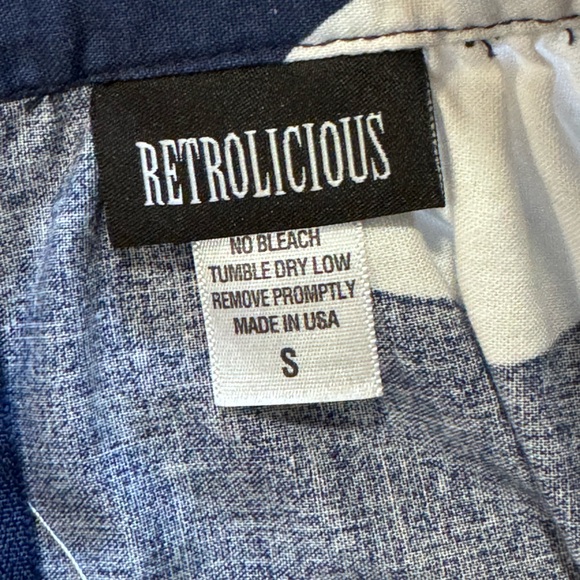 RETROLICIOUS
NO BLEACH
TUMBLE DRY LOW
REMOVE PROMPTLY
MADE IN USA
S